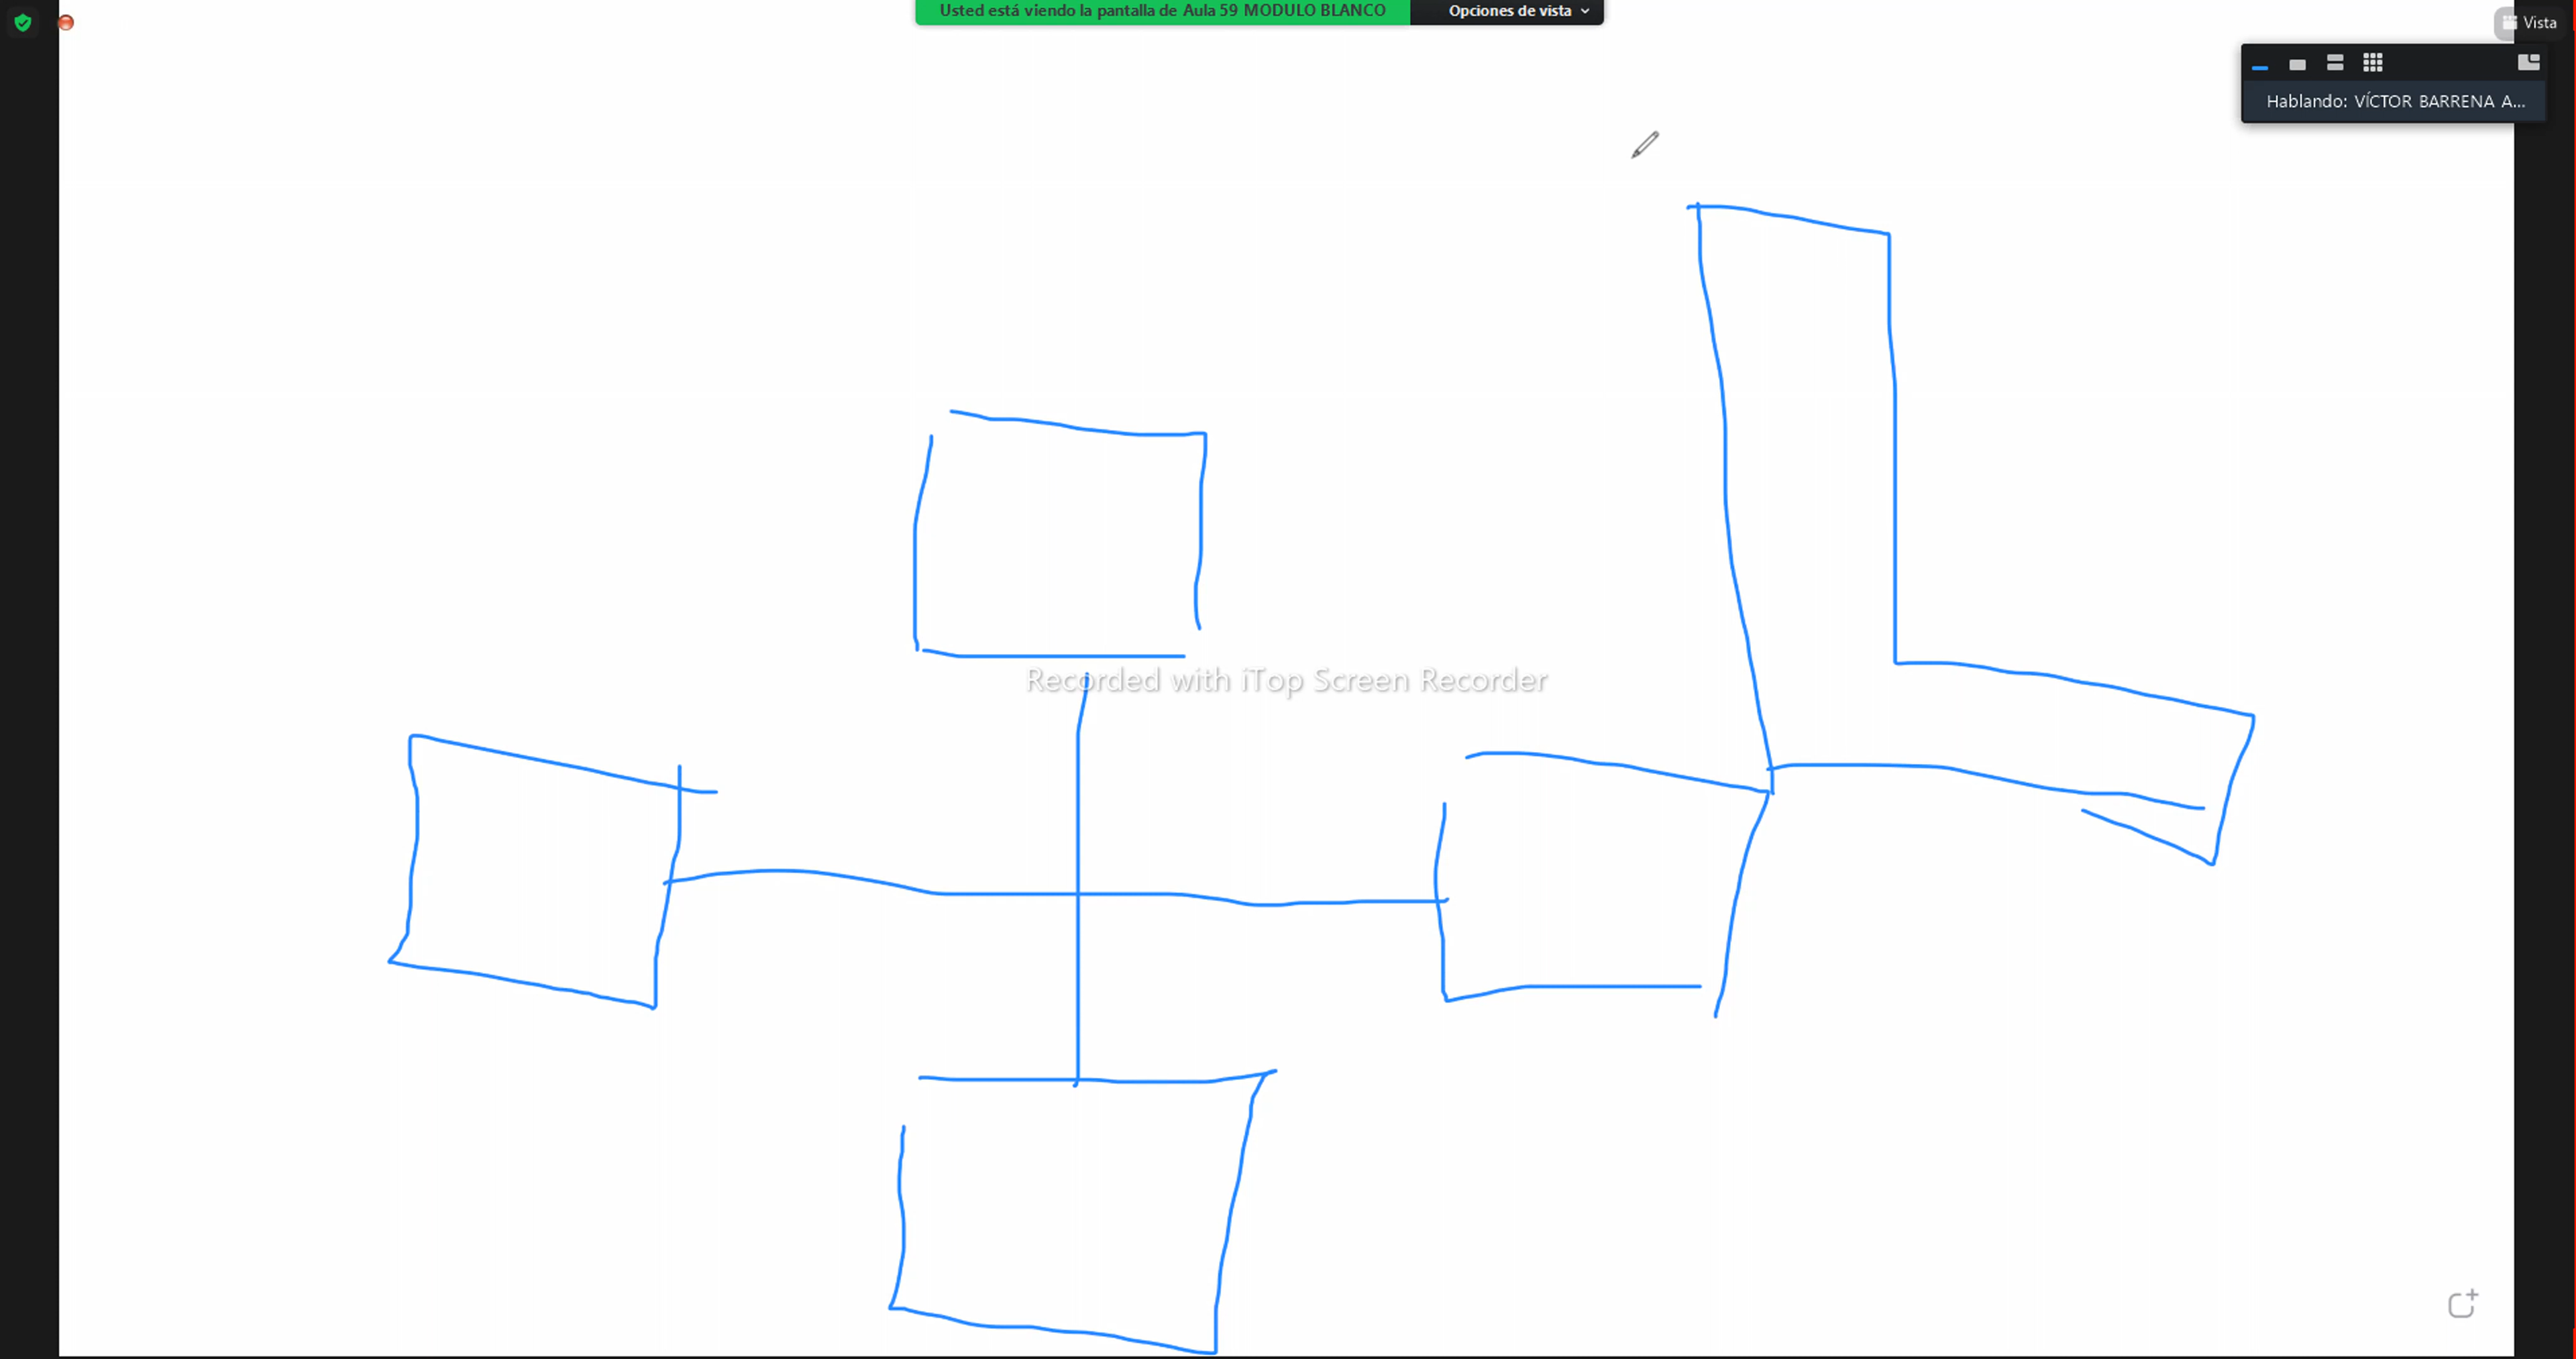 Usted está viendo la pantalla de Aula 59 MODULO BLANCO
Opciones de vista
Vista
Hablando: VÍCTOR BARRENA A...
Recorded with iTop Screen Recorder